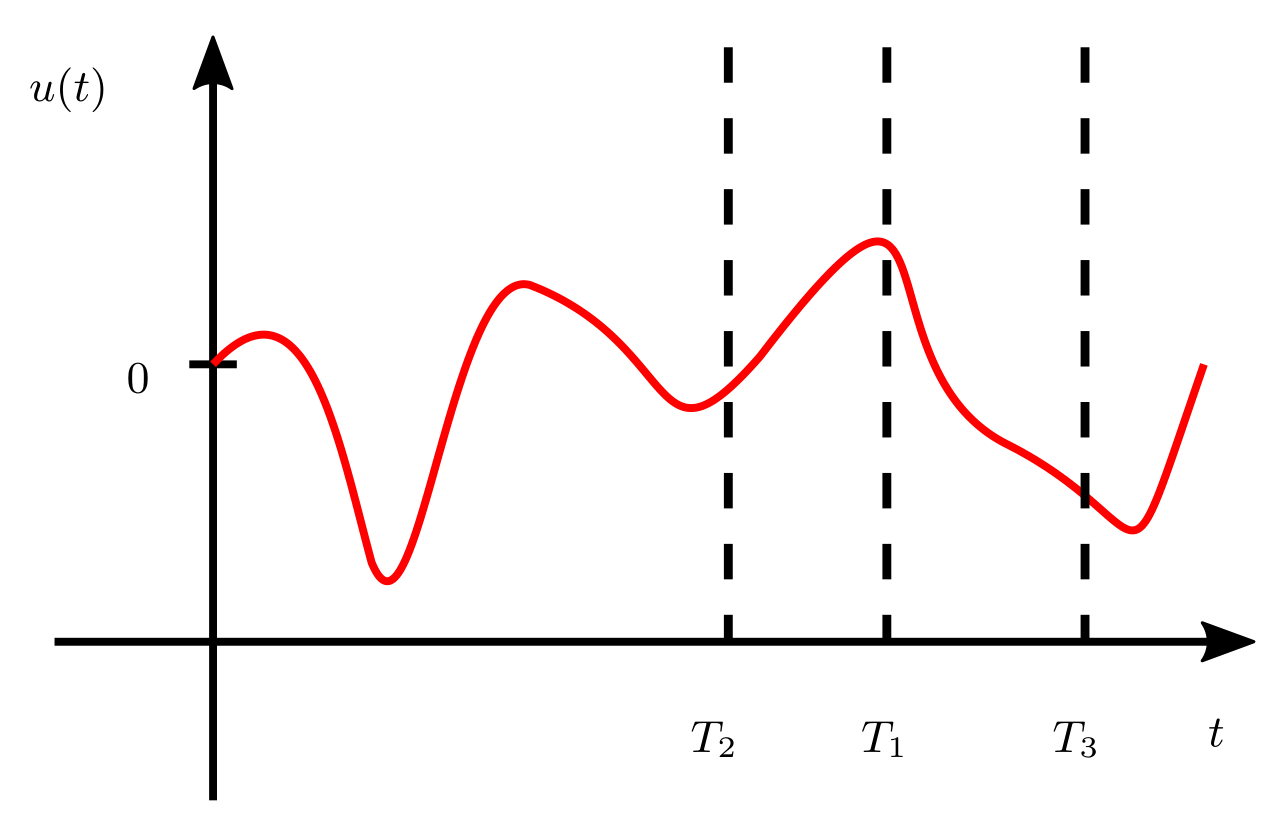 u(t)
0
T₂ T₁ T₃ t